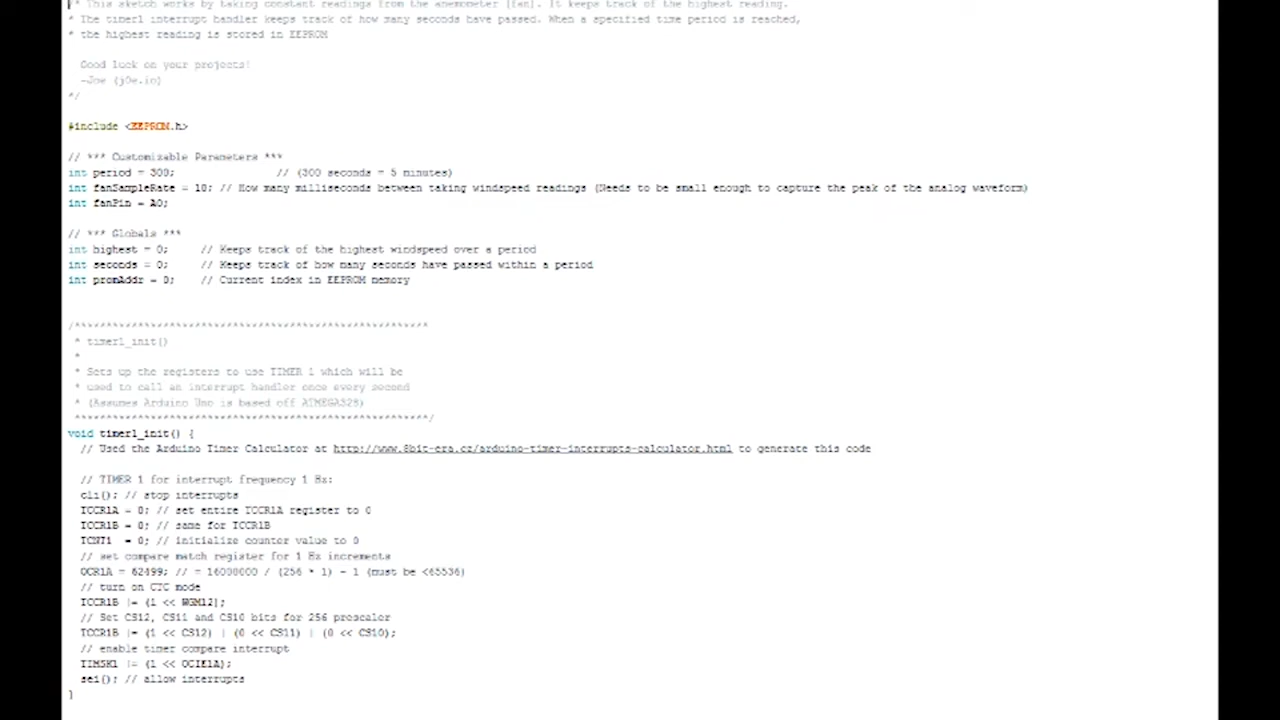 * This sketch works by taking constant readings from the anemometer (fan). It keeps track of the highest reading.
* The timer1 interrupt handler keeps track of how many seconds have passed. When a specified time period is reached,
* the highest reading is stored in EEPROM
Good luck on your projects!
-Joe (j0e.io)
*/
#include <EEPROM.h>
// *** Customizable Parameters ***
int period = 300; // (300 seconds = 5 minutes)
int fanSampleRate = 10; // How many milliseconds between taking windspeed readings (Needs to be small enough to capture the peak of the analog waveform)
int fanPin = A0;
// *** Globals ***
int highest = 0; // Keeps track of the highest windspeed over a period
int seconds = 0; // Keeps track of how many seconds have passed within a period
int promAddr = 0; // Current index in EEPROM memory
/********************************************************
* timer1_init()
*
* Sets up the registers to use TIMER 1 which will be
* used to call an interrupt handler once every second
* (Assumes Arduino Uno is based off ATMEGA328)
********************************************************/
void timer1_init() {
// Used the Arduino Timer Calculator at http://www.8bit-era.cz/arduino-timer-interrupts-calculator.html to generate this code
// TIMER 1 for interrupt frequency 1 Hz:
cli(); // stop interrupts
TCCR1A = 0; // set entire TCCR1A register to 0
TCCR1B = 0; // same for TCCR1B
TCNT1 = 0; // initialize counter value to 0
// set compare match register for 1 Hz increments
OCR1A = 62499; // = 16000000 / (256 * 1) - 1 (must be <65536)
// turn on CTC mode
TCCR1B |= (1 << WGM12);
// Set CS12, CS11 and CS10 bits for 256 prescaler
TCCR1B |= (1 << CS12) | (0 << CS11) | (0 << CS10);
// enable timer compare interrupt
TIMSK1 |= (1 << OCIE1A);
sei(); // allow interrupts
}